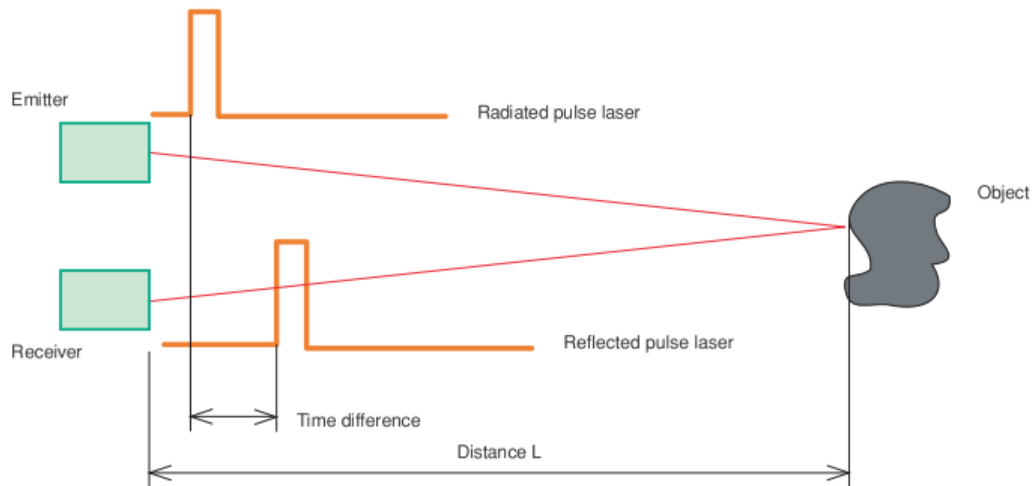 Emitter
Radiated pulse laser
Object
Receiver
Reflected pulse laser
Time difference
Distance L